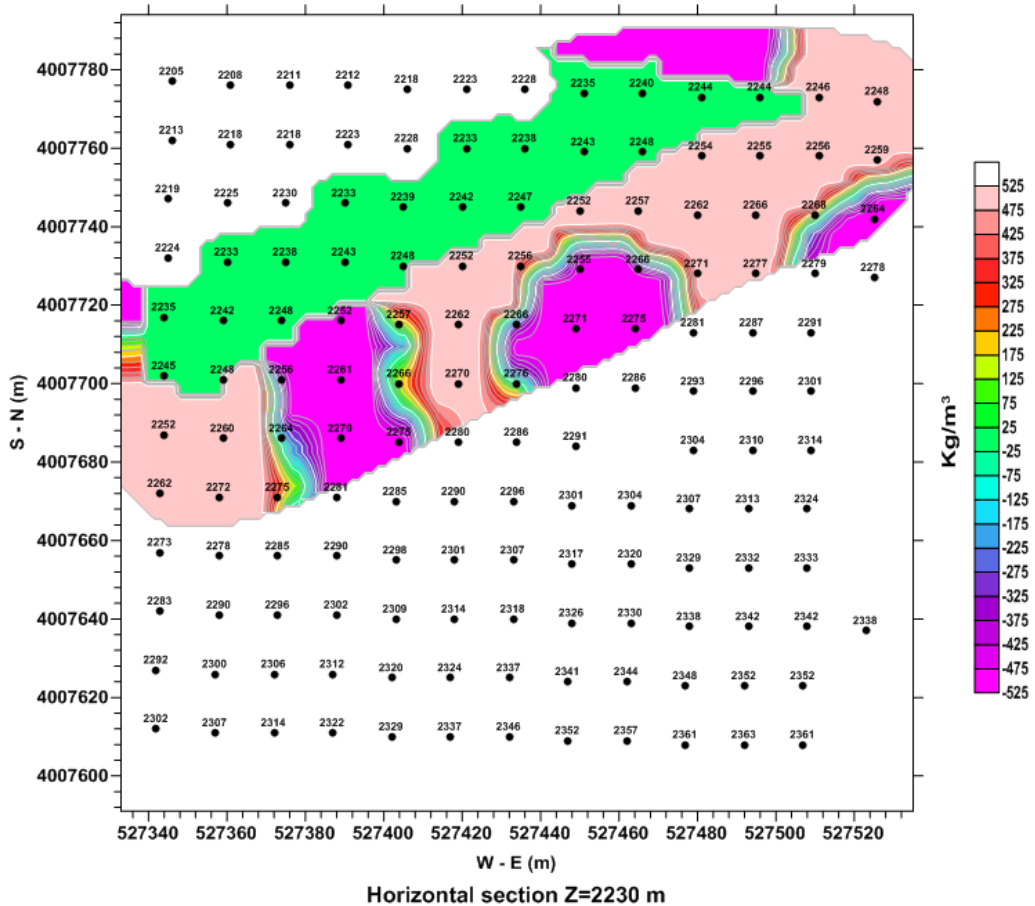 4007780
2205 2208 2211 2212 2218 2223 2228 2235 2240 2244 2244 2246 2248
4007760
2213 2218 2218 2223 2228 2233 2238 2243 2248 2254 2255 2256 2259
4007740
2219 2225 2230 2233 2239 2242 2247 2252 2257 2262 2266 2268 2264
2224 2233 2238 2243 2248 2252 2256 2255 2266 2271 2277 2279 2278
4007720
2235 2242 2248 2252 2257 2262 2266 2271 2275 2281 2287 2291
4007700
2245 2248 2256 2261 2266 2270 2276 2280 2286 2293 2296 2301
2252 2260 2264 2270 2275 2280 2286 2291 2304 2310 2314
4007680
2262 2272 2275 2281 2285 2290 2296 2301 2304 2307 2313 2324
4007660
2273 2278 2285 2290 2298 2301 2307 2317 2320 2329 2332 2333
4007640
2283 2290 2296 2302 2309 2314 2318 2326 2330 2338 2342 2342 2338
2292 2300 2306 2312 2320 2324 2337 2341 2344 2348 2352 2352
4007620
2302 2307 2314 2322 2329 2337 2346 2352 2357 2361 2363 2361
4007600
S - N (m)
527340 527360 527380 527400 527420 527440 527460 527480 527500 527520
W - E (m)
Horizontal section Z=2230 m
Kg/m³
525
475
425
375
325
275
225
175
125
75
25
-25
-75
-125
-175
-225
-275
-325
-375
-425
-475
-525